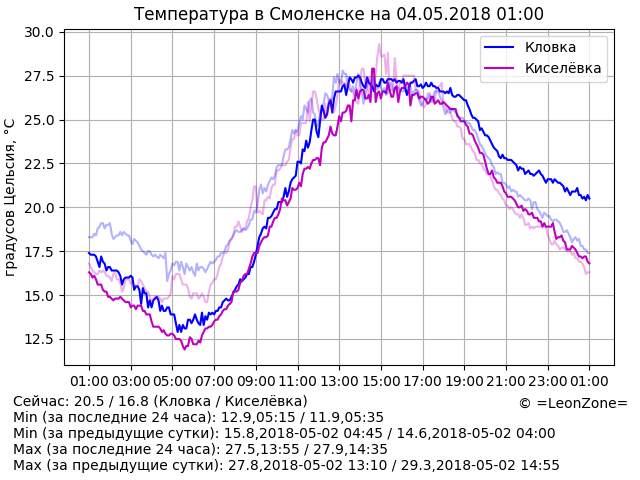 Температура в Смоленске на 04.05.2018 01:00
градусов Цельсия, °C
30.0
27.5
25.0
22.5
20.0
17.5
15.0
12.5
Кловка
Киселёвка
01:00 03:00 05:00 07:00 09:00 11:00 13:00 15:00 17:00 19:00 21:00 23:00 01:00
Сейчас: 20.5 / 16.8 (Кловка / Киселёвка)
© =LeonZone=
Min (за последние 24 часа): 12.9,05:15 / 11.9,05:35
Min (за предыдущие сутки): 15.8,2018-05-02 04:45 / 14.6,2018-05-02 04:00
Max (за последние 24 часа): 27.5,13:55 / 27.9,14:35
Max (за предыдущие сутки): 27.8,2018-05-02 13:10 / 29.3,2018-05-02 14:55